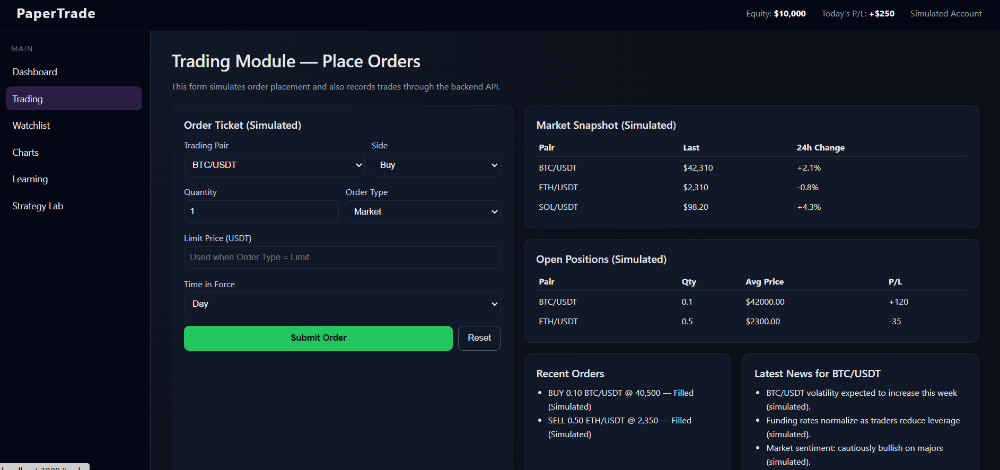 PaperTrade
Equity: $10,000 Today's P/L: +$250 Simulated Account
MAIN
Dashboard
Trading
Watchlist
Charts
Learning
Strategy Lab
Trading Module — Place Orders
This form simulates order placement and also records trades through the backend API.
Order Ticket (Simulated)
Trading Pair Side
BTC/USDT Buy
Quantity Order Type
1 Market
Limit Price (USDT)
Used when Order Type = Limit
Time in Force
Day
Submit Order Reset
Market Snapshot (Simulated)
Pair Last 24h Change
BTC/USDT $42,310 +2.1%
ETH/USDT $2,310 -0.8%
SOL/USDT $98.20 +4.3%
Open Positions (Simulated)
Pair Qty Avg Price P/L
BTC/USDT 0.1 $42000.00 +120
ETH/USDT 0.5 $2300.00 -35
Recent Orders
BUY 0.10 BTC/USDT @ 40,500 — Filled
(Simulated)
SELL 0.50 ETH/USDT @ 2,350 — Filled
(Simulated)
Latest News for BTC/USDT
BTC/USDT volatility expected to increase this week
(simulated).
Funding rates normalize as traders reduce leverage
(simulated).
Market sentiment: cautiously bullish on majors
(simulated).